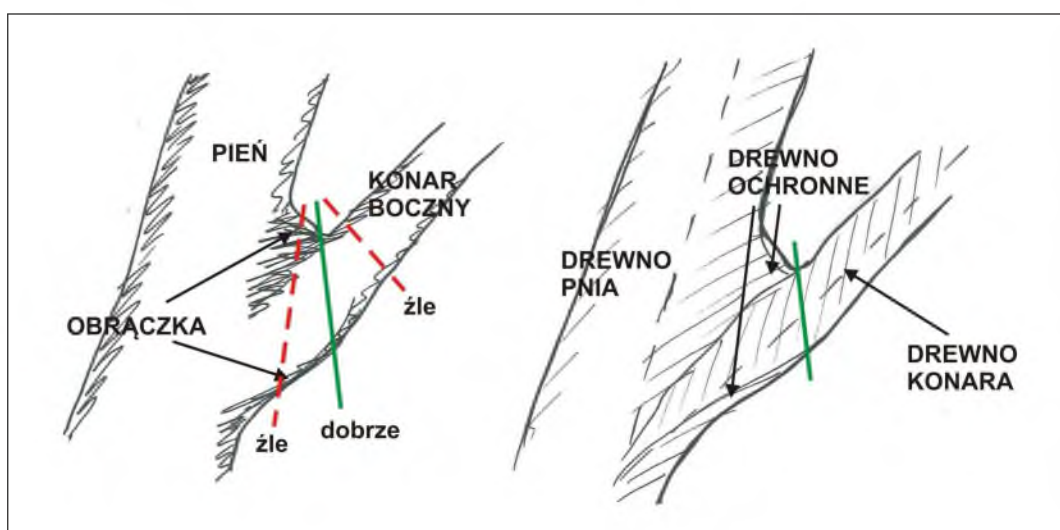 PIEŃ
KONAR
BOCZNY
źle
OBRĄCZKA
źle
dobrze
DREWNO
OCHRONNE
DREWNO
PNIA
DREWNO
KONARA